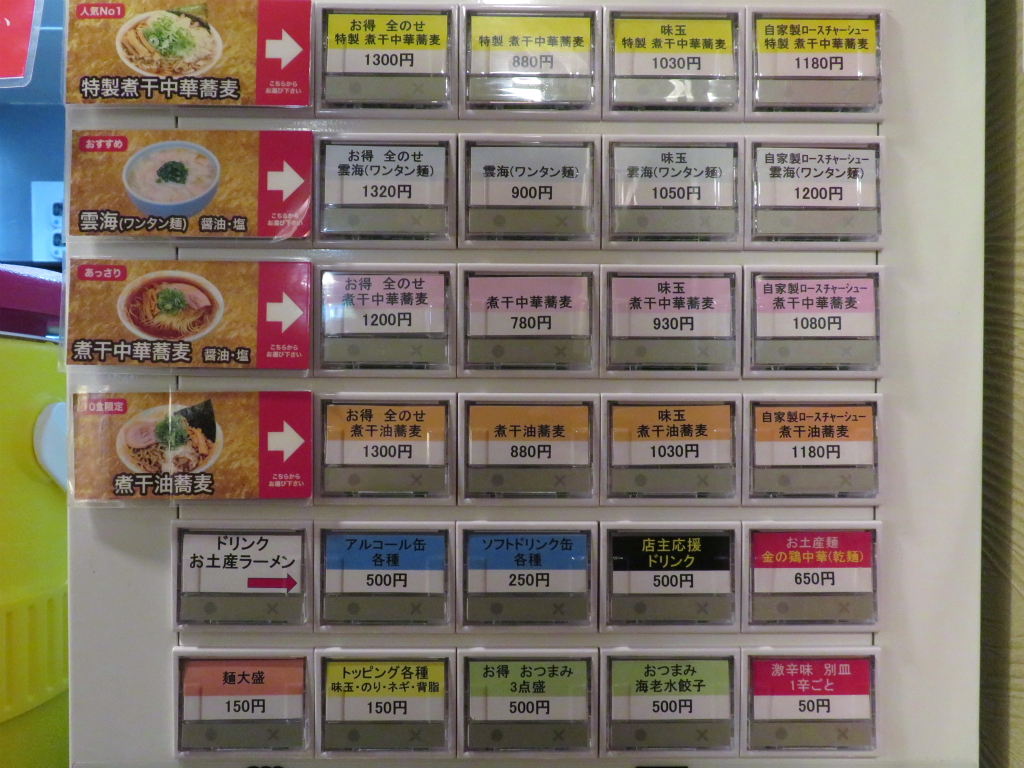 人気No1
特製煮干中華蕎麦
こちらから
お選び下さい
お得 全のせ
特製 煮干中華蕎麦
1300円
特製 煮干中華蕎麦
880円
味玉
特製 煮干中華蕎麦
1030円
自家製ロースチャーシュー
特製 煮干中華蕎麦
1180円
おすすめ
雲海(ワンタン麺) 醤油・塩
こちらから
お選び下さい
お得 全のせ
雲海(ワンタン麺)
1320円
雲海(ワンタン麺)
900円
味玉
雲海(ワンタン麺)
1050円
自家製ロースチャーシュー
雲海(ワンタン麺)
1200円
あっさり
煮干中華蕎麦 醤油・塩
こちらから
お選び下さい
お得 全のせ
煮干中華蕎麦
1200円
煮干中華蕎麦
780円
味玉
煮干中華蕎麦
930円
自家製ロースチャーシュー
煮干中華蕎麦
1080円
10食限定
煮干油蕎麦
こちらから
お選び下さい
お得 全のせ
煮干油蕎麦
1300円
煮干油蕎麦
880円
味玉
煮干油蕎麦
1030円
自家製ロースチャーシュー
煮干油蕎麦
1180円
ドリンク
お土産ラーメン
アルコール缶
各種
500円
ソフトドリンク缶
各種
250円
店主応援
ドリンク
500円
お土産麺
金の鶏中華(乾麺)
650円
麺大盛
150円
トッピング各種
味玉・のり・ネギ・背脂
150円
お得 おつまみ
3点盛
500円
おつまみ
海老水餃子
500円
激辛味 別皿
1辛ごと
50円